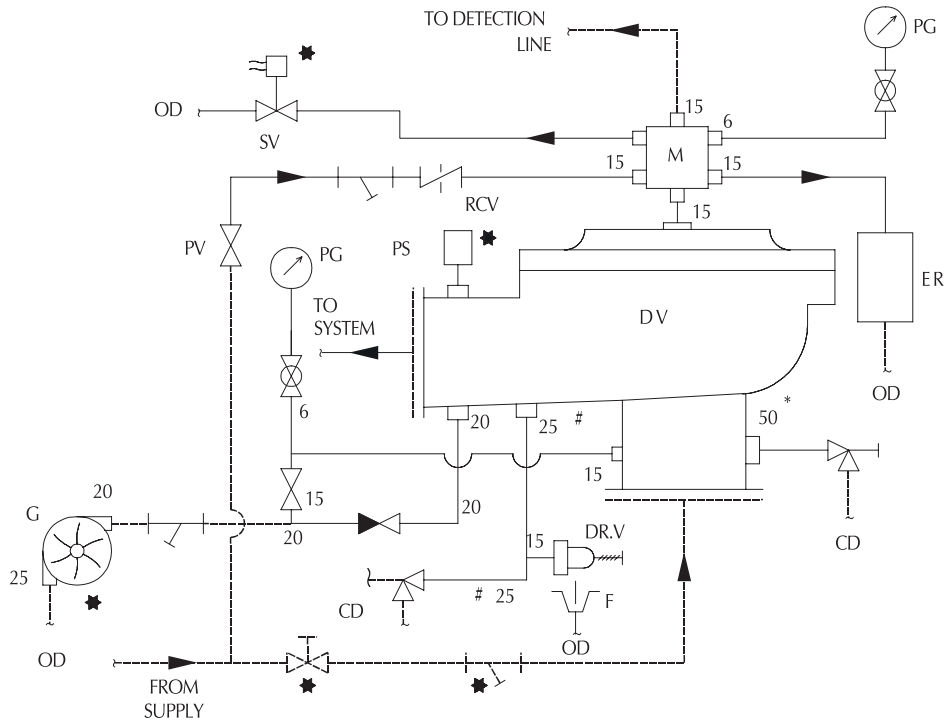 TO DETECTION
LINE
PG
OD
SV
15
6
M
15
15
RCV
15
PV
PG
PS
TO
SYSTEM
DV
ER
OD
6
20
25
#
50
*
15
15
20
G
20
20
25
15
DR.V
CD
CD
# 25
F
OD
OD
FROM
SUPPLY